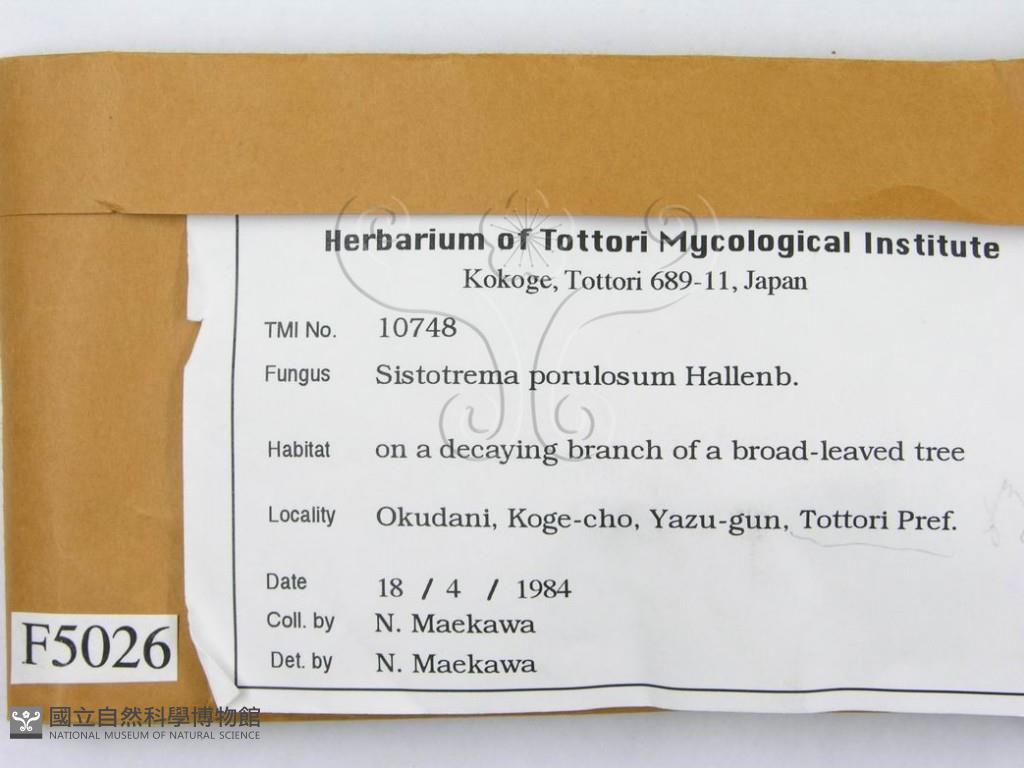 Herbarium of Tottori Mycological Institute
Kokoge, Tottori 689-11, Japan
TMI No. 10748
Fungus Sistotrema porulosum Hallenb.
Habitat on a decaying branch of a broad-leaved tree
Locality Okudani, Koge-cho, Yazu-gun, Tottori Pref.
Date 18 / 4 / 1984
Coll. by N. Maekawa
Det. by N. Maekawa
F5026
國立自然科學博物館
NATIONAL MUSEUM OF NATURAL SCIENCE